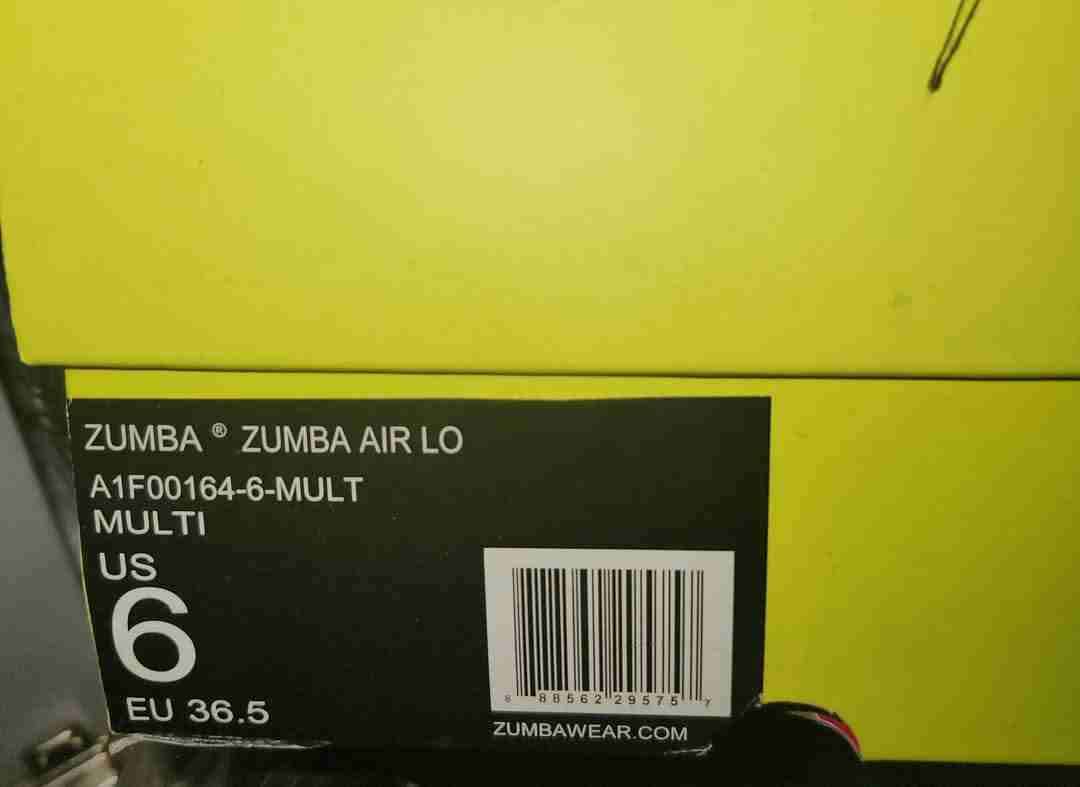 ZUMBA ® ZUMBA AIR LO
A1F00164-6-MULT
MULTI
US
6
EU 36.5
8 88562 29575 7
ZUMBAWEAR.COM